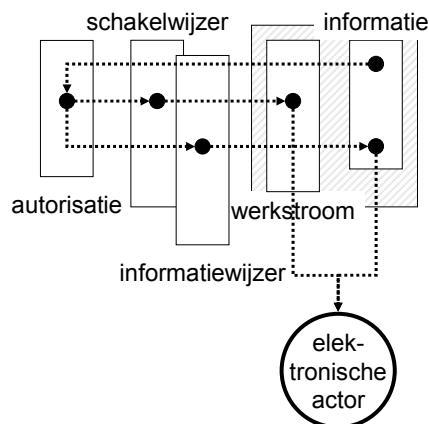 schakelwijzer
informatie
autorisatie
werkstroom
informatiewijzer
elek-
tronische
actor